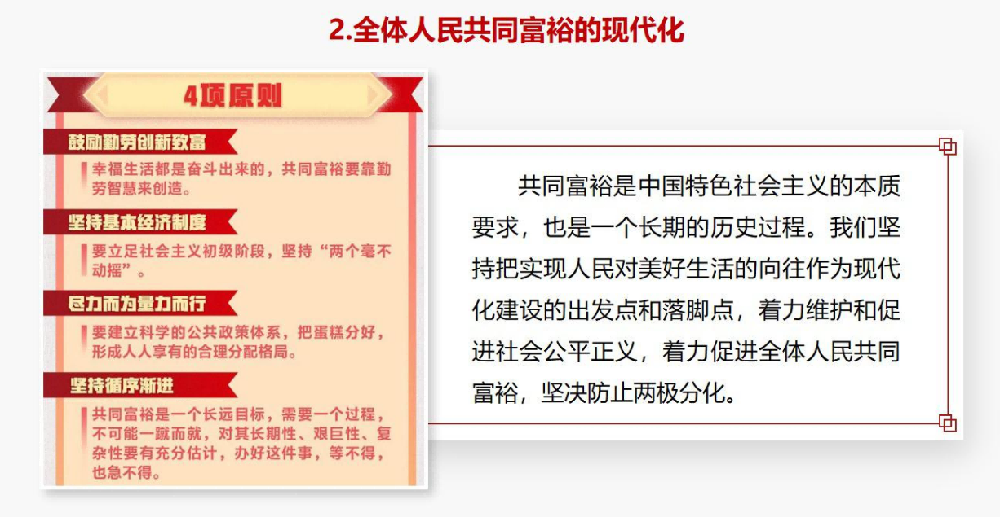 2.全体人民共同富裕的现代化
4项原则
鼓励勤劳创新致富
幸福生活都是奋斗出来的，共同富裕要靠勤
劳智慧来创造。
坚持基本经济制度
要立足社会主义初级阶段，坚持“两个毫不
动摇”。
尽力而为量力而行
要建立科学的公共政策体系，把蛋糕分好，
形成人人享有的合理分配格局。
坚持循序渐进
共同富裕是一个长远目标，需要一个过程，
不可能一蹴而就，对其长期性、艰巨性、复
杂性要有充分估计，办好这件事，等不得，
也急不得。
共同富裕是中国特色社会主义的本质
要求，也是一个长期的历史过程。我们坚
持把实现人民对美好生活的向往作为现代
化建设的出发点和落脚点，着力维护和促
进社会公平正义，着力促进全体人民共同
富裕，坚决防止两极分化。